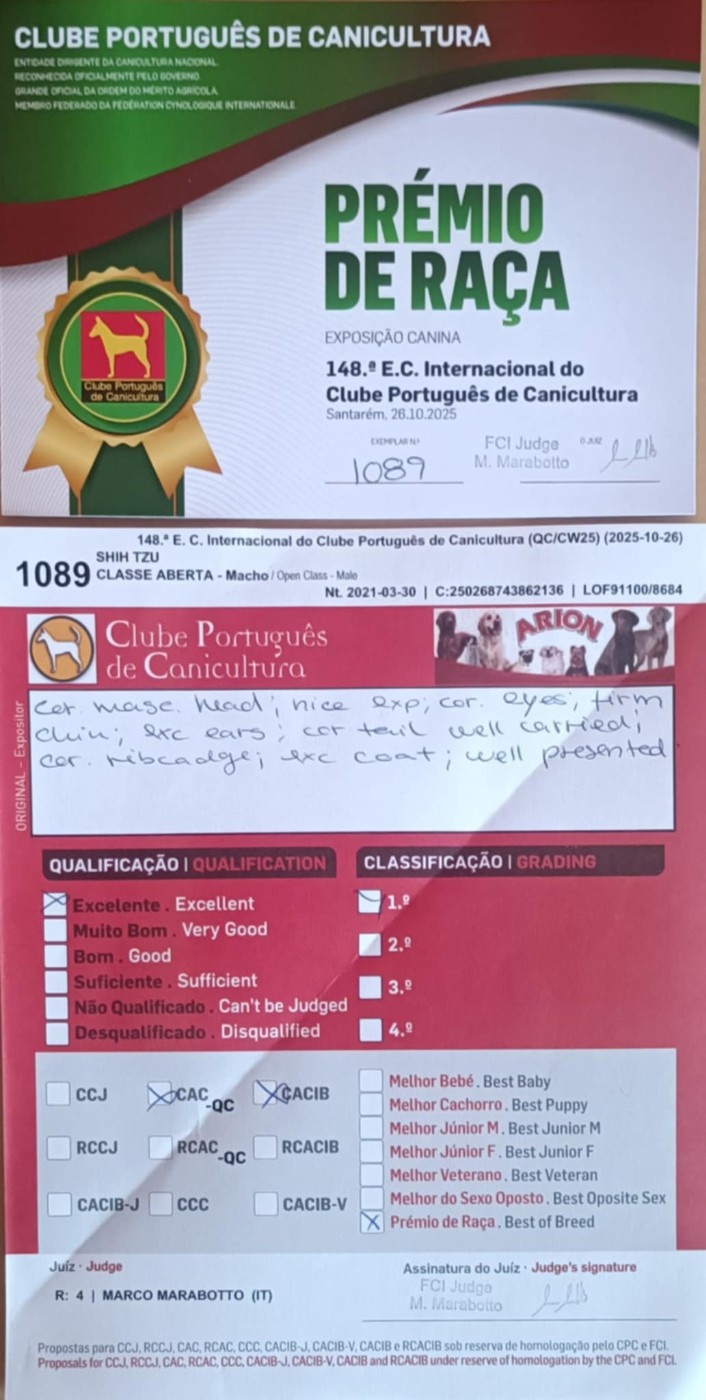 CLUBE PORTUGUÊS DE CANICULTURA
ENTIDADE DIRIGENTE DA CANICULTURA NACIONAL.
RECONHECIDA OFICIALMENTE PELO GOVERNO.
GRANDE OFICIAL DA ORDEM DO MÉRITO AGRÍCOLA.
MEMBRO FEDERADO DA FÉDÉRATION CYNOLOGIQUE INTERNATIONALE
PRÉMIO
DE RAÇA
EXPOSIÇÃO CANINA
148.º E.C. Internacional do
Clube Português de Canicultura
Santarém, 26.10.2025
Clube Português
de Canicultura
EXEMPLAR Nº
1089
FCI Judge
M. Marabotto
O JUIZ
148.ª E. C. Internacional do Clube Português de Canicultura (QC/CW25) (2025-10-26)
1089
SHIH TZU
CLASSE ABERTA - Macho / Open Class - Male
Nt. 2021-03-30 | C:250268743862136 | LOF91100/8684
Clube Português
de Canicultura
ARION
ORIGINAL - Expositor
cor. masc. head; nice exp; cor. eyes; firm
chin; exc ears; cor tail well carried;
cor. ribcadge; exc coat; well presented
QUALIFICAÇÃO | QUALIFICATION
CLASSIFICAÇÃO | GRADING
Excelente . Excellent
Muito Bom . Very Good
Bom . Good
Suficiente . Sufficient
Não Qualificado . Can't be Judged
Desqualificado . Disqualified
1.º
2.º
3.º
4.º
CCJ
CAC-QC
CACIB
RCCJ
RCAC-QC
RCACIB
CACIB-J
CCC
CACIB-V
Melhor Bebé . Best Baby
Melhor Cachorro . Best Puppy
Melhor Júnior M . Best Junior M
Melhor Júnior F . Best Junior F
Melhor Veterano . Best Veteran
Melhor do Sexo Oposto . Best Oposite Sex
Prémio de Raça . Best of Breed
Juíz · Judge
R: 4 | MARCO MARABOTTO (IT)
Assinatura do Juíz · Judge's signature
FCI Judge
M. Marabotto
Propostas para CCJ, RCCJ, CAC, RCAC, CCC, CACIB-J, CACIB-V, CACIB e RCACIB sob reserva de homologação pelo CPC e FCI.
Proposals for CCJ, RCCJ, CAC, RCAC, CCC, CACIB-J, CACIB-V, CACIB and RCACIB under reserve of homologation by the CPC and FCI.